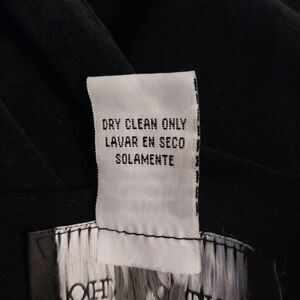 DRY CLEAN ONLY
LAVAR EN SECO
SOLAMENTE